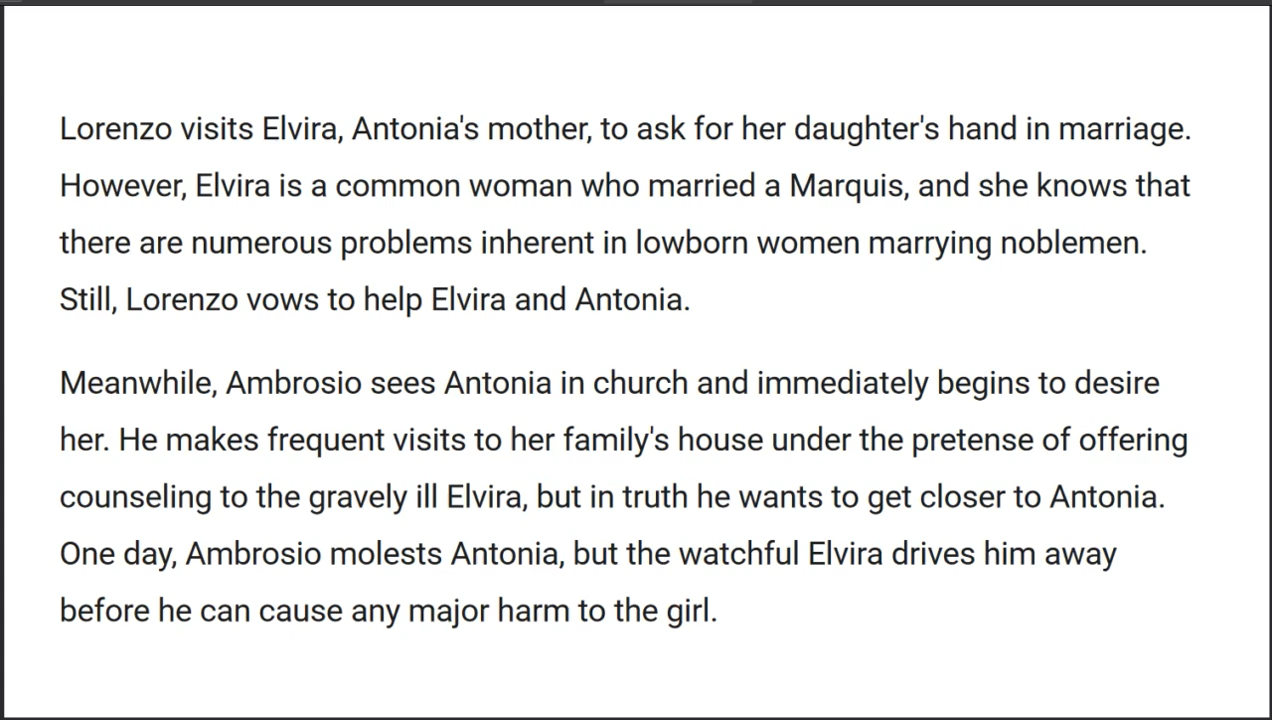 Lorenzo visits Elvira, Antonia's mother, to ask for her daughter's hand in marriage.
However, Elvira is a common woman who married a Marquis, and she knows that
there are numerous problems inherent in lowborn women marrying noblemen.
Still, Lorenzo vows to help Elvira and Antonia.
Meanwhile, Ambrosio sees Antonia in church and immediately begins to desire
her. He makes frequent visits to her family's house under the pretense of offering
counseling to the gravely ill Elvira, but in truth he wants to get closer to Antonia.
One day, Ambrosio molests Antonia, but the watchful Elvira drives him away
before he can cause any major harm to the girl.